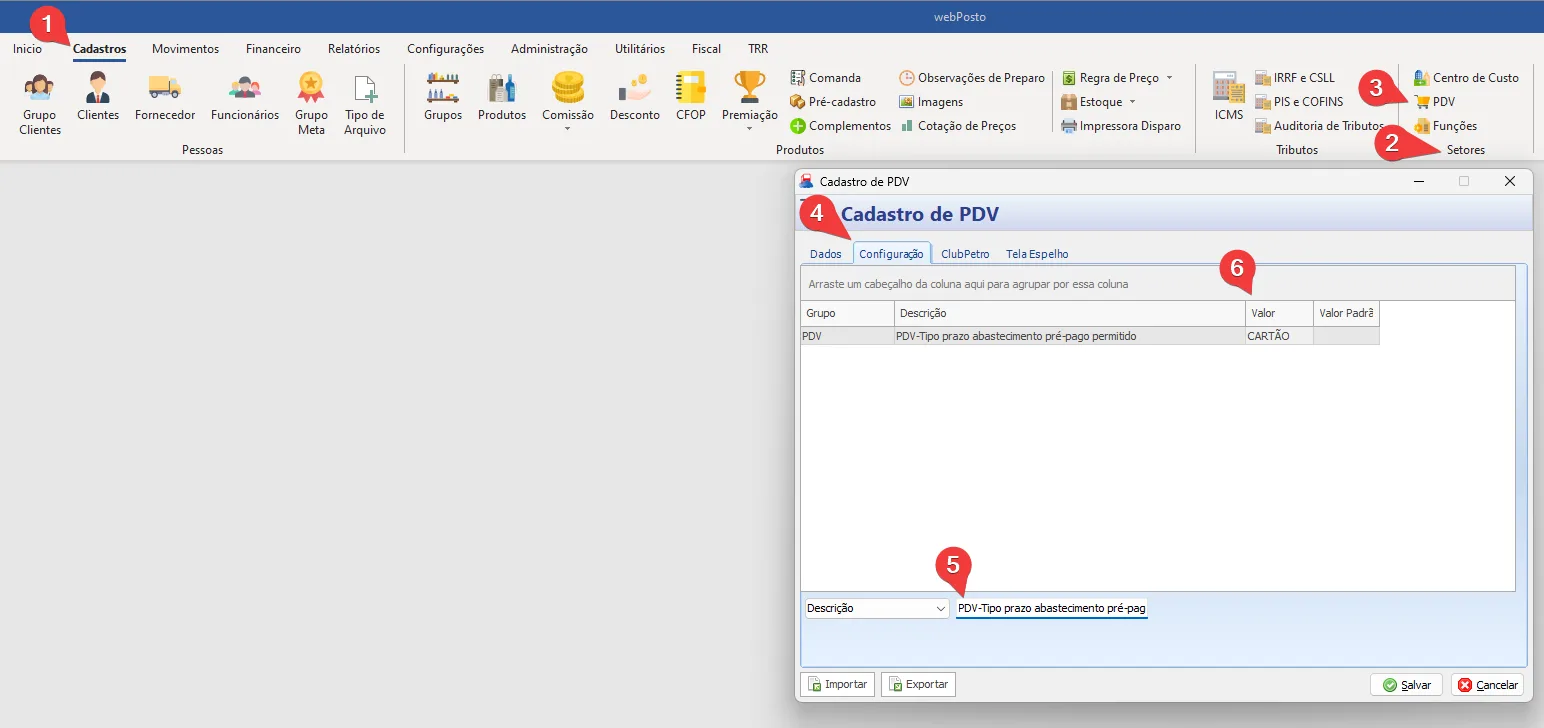 webPosto
1
Inicio Cadastros Movimentos Financeiro Relatórios Configurações Administração Utilitários Fiscal TRR
Grupo Clientes
Clientes
Fornecedor
Funcionários
Grupo Meta
Tipo de Arquivo
Pessoas
Grupos
Produtos
Comissão
Desconto
CFOP
Premiação
Comanda
Pré-cadastro
Complementos
Observações de Preparo
Imagens
Cotação de Preços
Regra de Preço
Estoque
Impressora Disparo
Produtos
ICMS
IRRF e CSLL
PIS e COFINS
Auditoria de Tributos
Tributos
3
Centro de Custo
PDV
Funções
2
Setores
Cadastro de PDV
4
Cadastro de PDV
Dados Configuração ClubPetro Tela Espelho
6
Arraste um cabeçalho da coluna aqui para agrupar por essa coluna
Grupo Descrição Valor Valor Padrã
PDV PDV-Tipo prazo abastecimento pré-pago permitido CARTÃO
5
Descrição PDV-Tipo prazo abastecimento pré-pag
Importar Exportar Salvar Cancelar